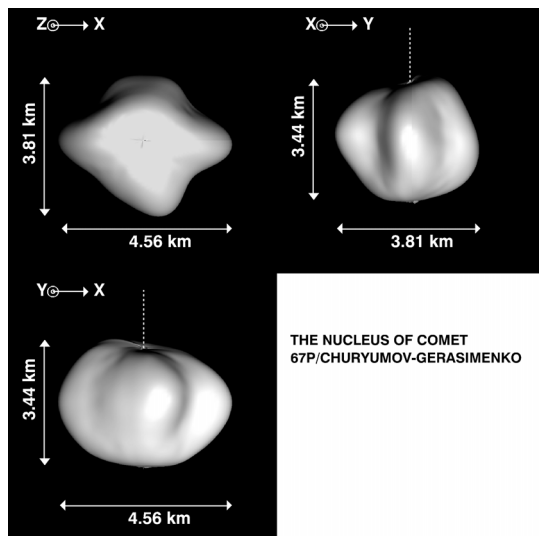 Z X
3.81 km
4.56 km
X Y
3.44 km
3.81 km
Y X
3.44 km
4.56 km
THE NUCLEUS OF COMET
67P/CHURYUMOV-GERASIMENKO